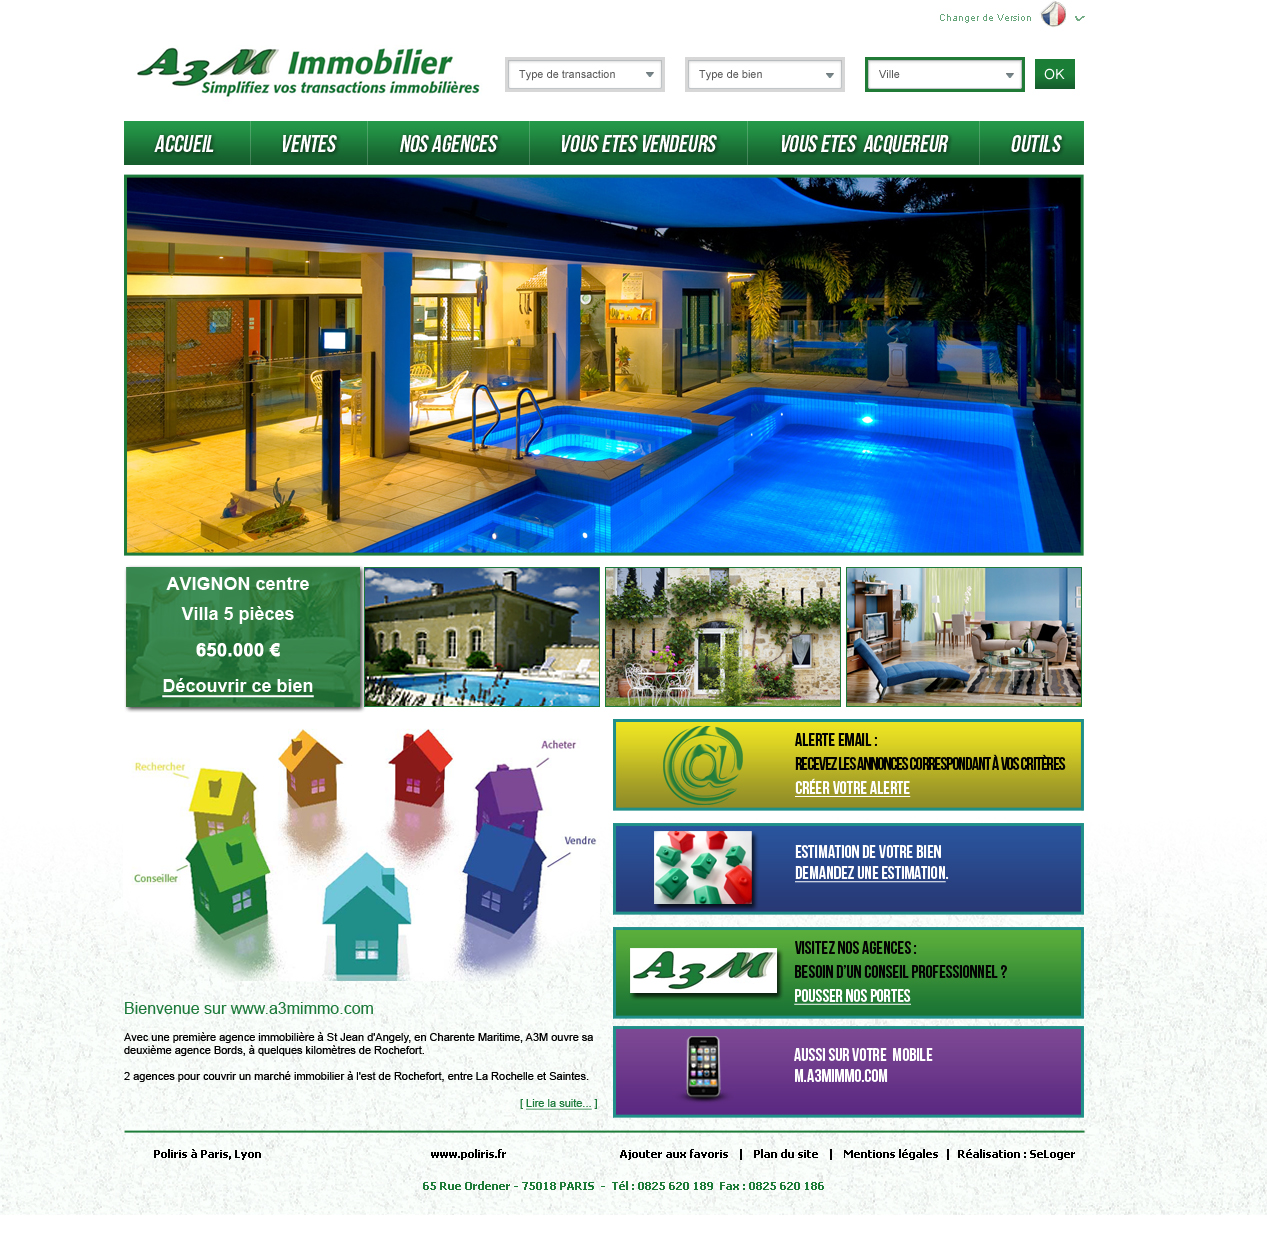 Changer de Version
A3M Immobilier
Simplifiez vos transactions immobilières
Type de transaction
Type de bien
Ville
OK
ACCUEIL
VENTES
NOS AGENCES
VOUS ETES VENDEURS
VOUS ETES ACQUEREUR
OUTILS
AVIGNON centre
Villa 5 pièces
650.000 €
Découvrir ce bien
Rechercher
Acheter
Conseiller
Vendre
ALERTE EMAIL :
RECEVEZ LES ANNONCES CORRESPONDANT À VOS CRITÈRES
CRÉER VOTRE ALERTE
ESTIMATION DE VOTRE BIEN
DEMANDEZ UNE ESTIMATION.
A3M
VISITEZ NOS AGENCES :
BESOIN D'UN CONSEIL PROFESSIONNEL ?
POUSSER NOS PORTES
AUSSI SUR VOTRE MOBILE
M.A3MIMMO.COM
Bienvenue sur www.a3mimmo.com
Avec une première agence immobilière à St Jean d'Angely, en Charente Maritime, A3M ouvre sa
deuxième agence Bords, à quelques kilomètres de Rochefort.
2 agences pour couvrir un marché immobilier à l'est de Rochefort, entre La Rochelle et Saintes.
[ Lire la suite... ]
Poliris à Paris, Lyon
www.poliris.fr
Ajouter aux favoris | Plan du site | Mentions légales | Réalisation : SeLoger
65 Rue Ordener - 75018 PARIS - Tél : 0825 620 189 Fax : 0825 620 186